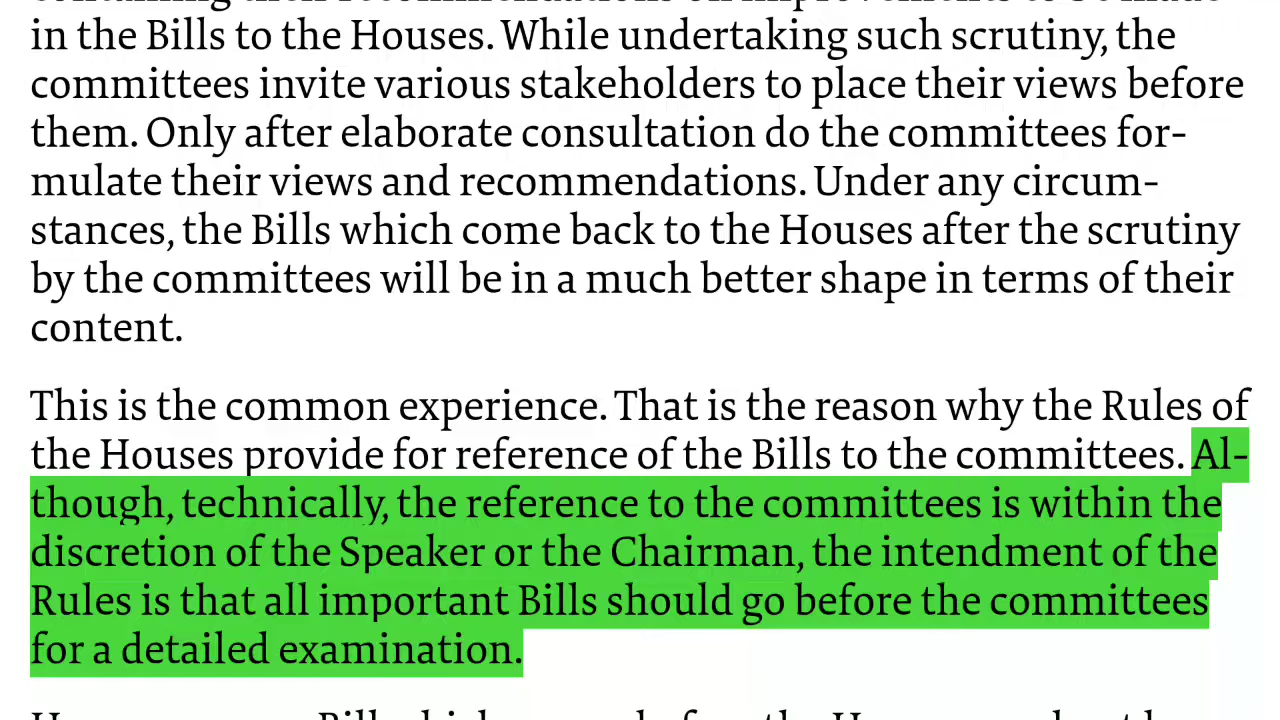 in the Bills to the Houses. While undertaking such scrutiny, the
committees invite various stakeholders to place their views before
them. Only after elaborate consultation do the committees for-
mulate their views and recommendations. Under any circum-
stances, the Bills which come back to the Houses after the scrutiny
by the committees will be in a much better shape in terms of their
content.
This is the common experience. That is the reason why the Rules of
the Houses provide for reference of the Bills to the committees. Al-
though, technically, the reference to the committees is within the
discretion of the Speaker or the Chairman, the intendment of the
Rules is that all important Bills should go before the committees
for a detailed examination.